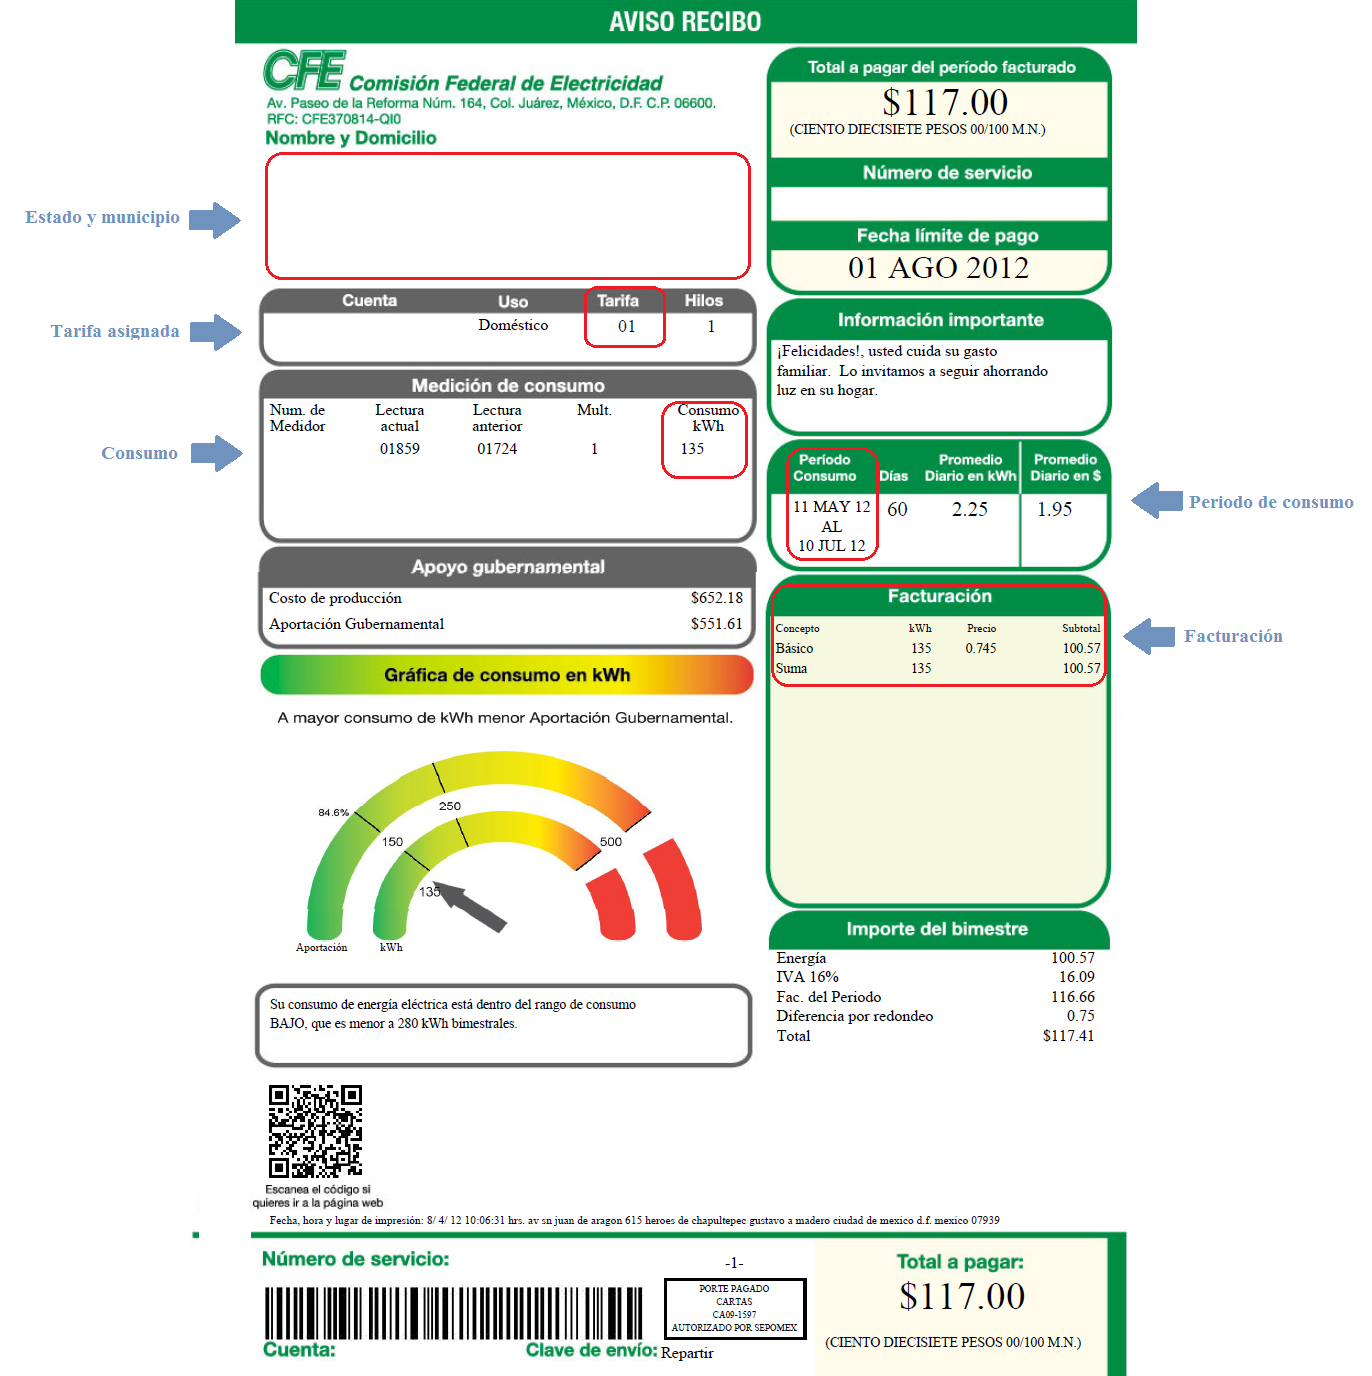 AVISO RECIBO
CFE Comisión Federal de Electricidad
Av. Paseo de la Reforma Núm. 164, Col. Juárez, México, D.F. C.P. 06600.
RFC: CFE370814-QI0
Nombre y Domicilio
Estado y municipio
Total a pagar del período facturado
$117.00
(CIENTO DIECISIETE PESOS 00/100 M.N.)
Número de servicio
Fecha límite de pago
01 AGO 2012
Cuenta Uso Tarifa Hilos
Tarifa asignada
Doméstico 01 1
Información importante
¡Felicidades!, usted cuida su gasto
familiar. Lo invitamos a seguir ahorrando
luz en su hogar.
Medición de consumo
Num. de Lectura Lectura Mult. Consumo
Medidor actual anterior kWh
Consumo
01859 01724 1 135
Período Promedio Promedio
Consumo Días Diario en kWh Diario en $
11 MAY 12 60 2.25 1.95
AL
10 JUL 12
Periodo de consumo
Apoyo gubernamental
Costo de producción $652.18
Aportación Gubernamental $551.61
Facturación
Facturación
Concepto kWh Precio Subtotal
Básico 135 0.745 100.57
Suma 135 100.57
Gráfica de consumo en kWh
A mayor consumo de kWh menor Aportación Gubernamental.
84.6%
250
150
500
135
Aportación kWh
Importe del bimestre
Energía 100.57
IVA 16% 16.09
Fac. del Periodo 116.66
Diferencia por redondeo 0.75
Total $117.41
Su consumo de energía eléctrica está dentro del rango de consumo
BAJO, que es menor a 280 kWh bimestrales.
Escanea el código si
quieres ir a la página web
Fecha, hora y lugar de impresión: 8/ 4/ 12 10:06:31 hrs. av sn juan de aragon 615 heroes de chapultepec gustavo a madero ciudad de mexico d.f. mexico 07939
Número de servicio:
-1-
PORTE PAGADO
CARTAS
CA09-1597
AUTORIZADO POR SEPOMEX
Cuenta:
Clave de envío: Repartir
Total a pagar:
$117.00
(CIENTO DIECISIETE PESOS 00/100 M.N.)